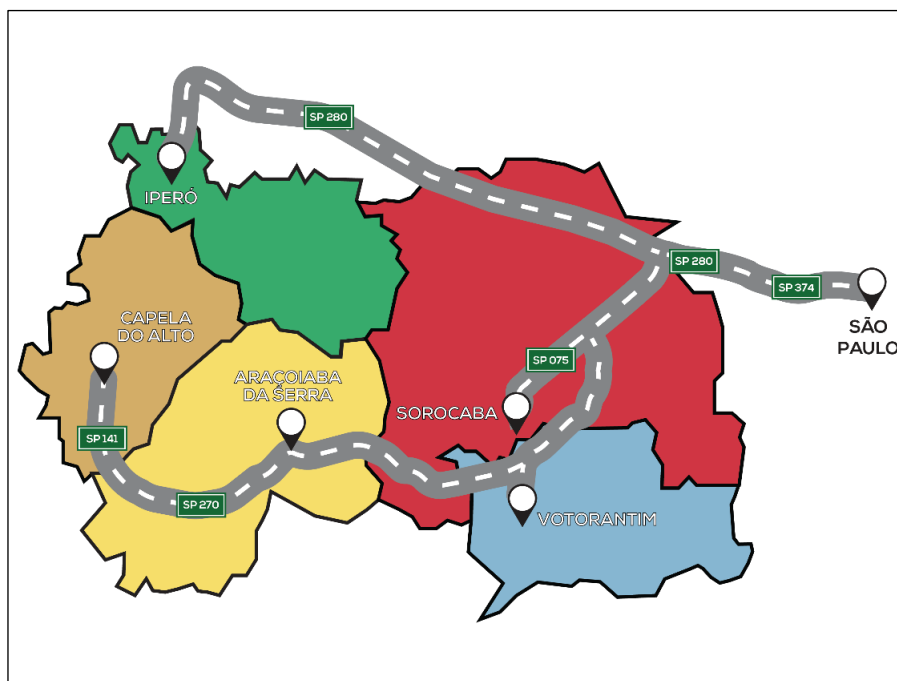 SP 280
IPERÓ
SP 280
SP 374
CAPELA
DO ALTO
SÃO
PAULO
SP 075
ARAÇOIABA
DA SERRA
SOROCABA
SP 141
SP 270
VOTORANTIM